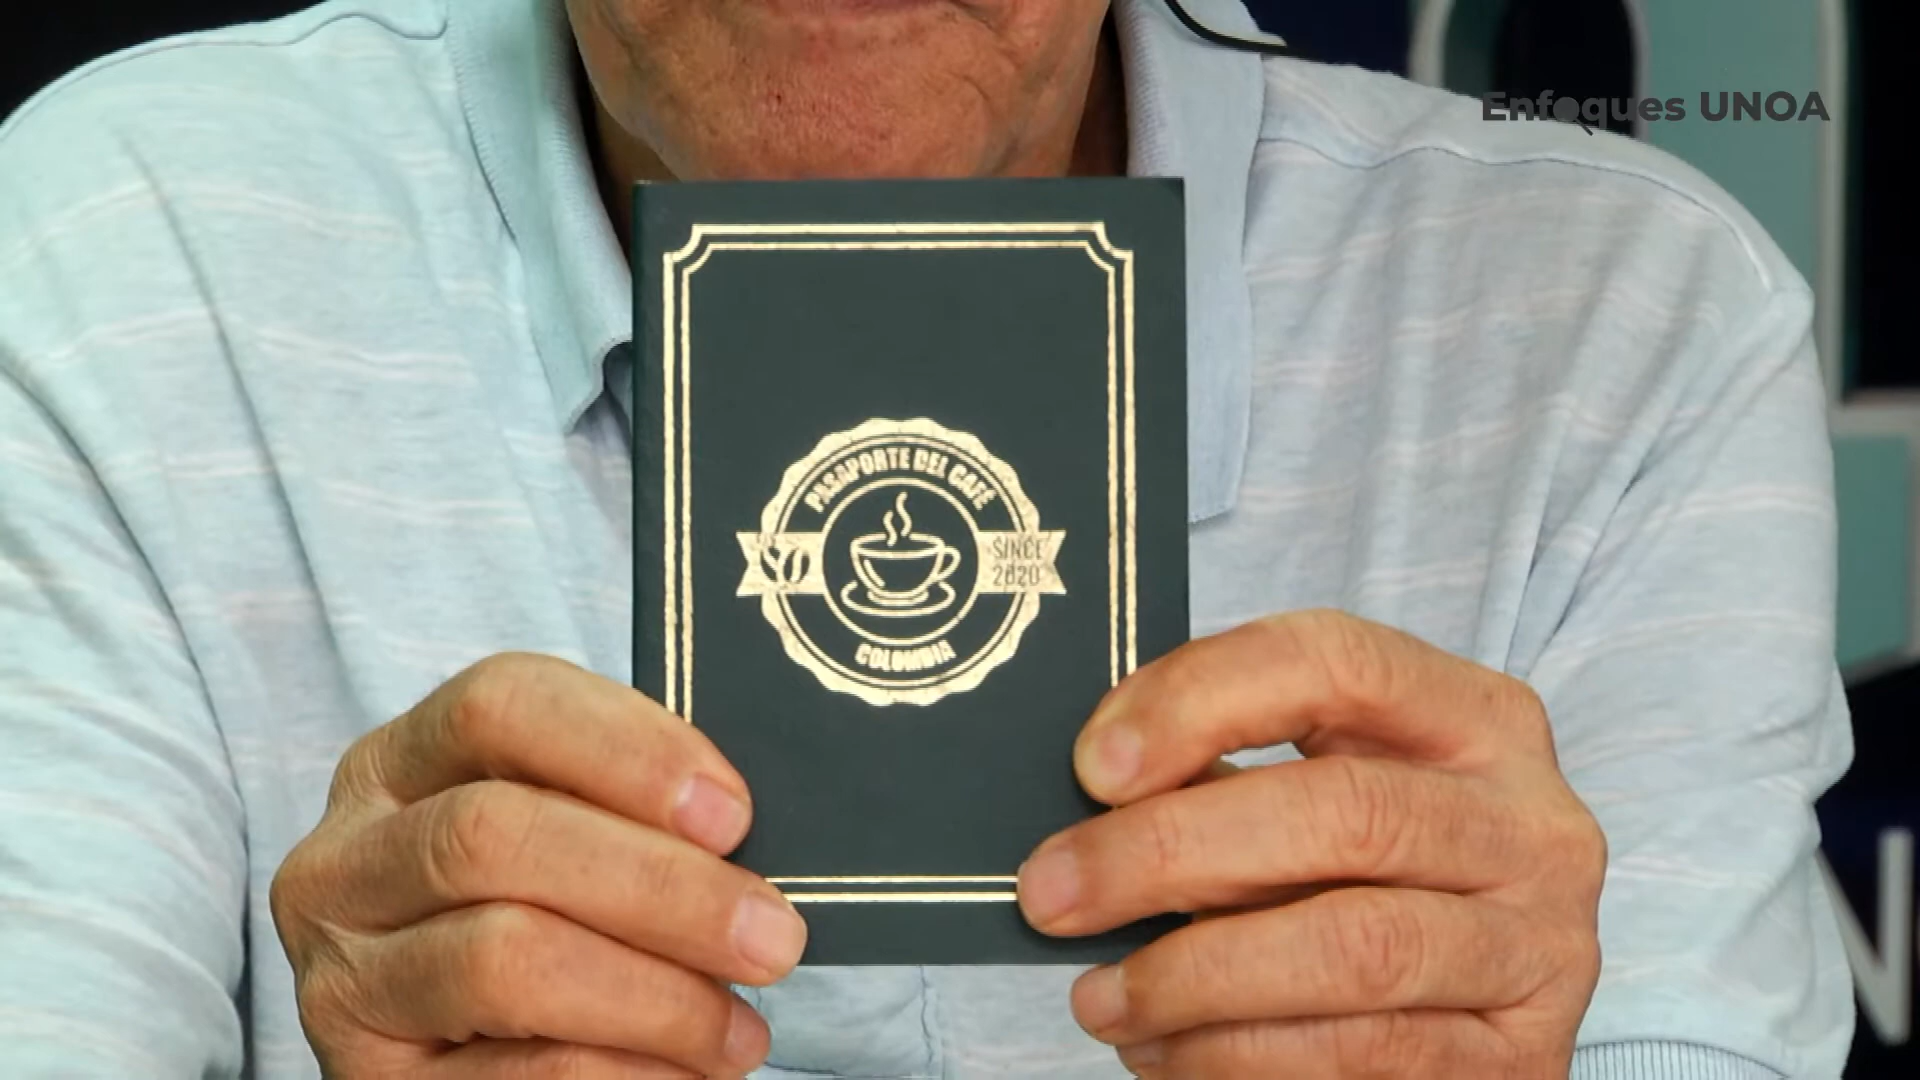 Enfoques UNOA
PASAPORTE DEL CAFÉ
SINCE
2020
COLOMBIA
N